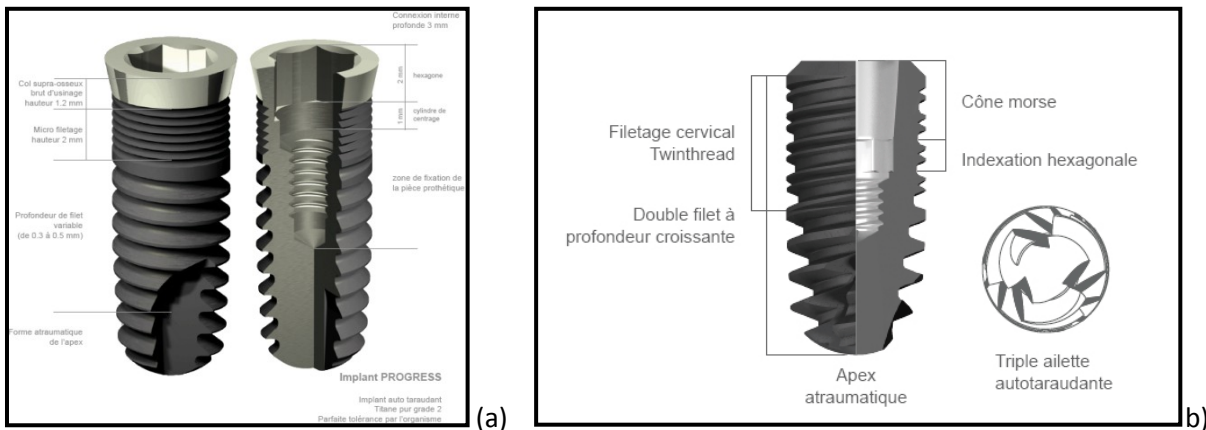 Connexion interne
profonde 3 mm
2 mm
hexagone
Col supra-osseux
brut d'usinage
hauteur 1.2 mm
1 mm
cylindre de
centrage
Micro filetage
hauteur 2 mm
zone de fixation de
la pièce prothétique
Profondeur de filet
variable
(de 0.3 à 0.5 mm)
Forme atraumatique
de l'apex
Implant PROGRESS
Implant auto taraudant
Titane pur grade 2
Parfaite tolérance par l'organisme
(a)
Filetage cervical
Twinthread
Double filet à
profondeur croissante
Cône morse
Indexation hexagonale
Apex
atraumatique
Triple ailette
autotaraudante
b)